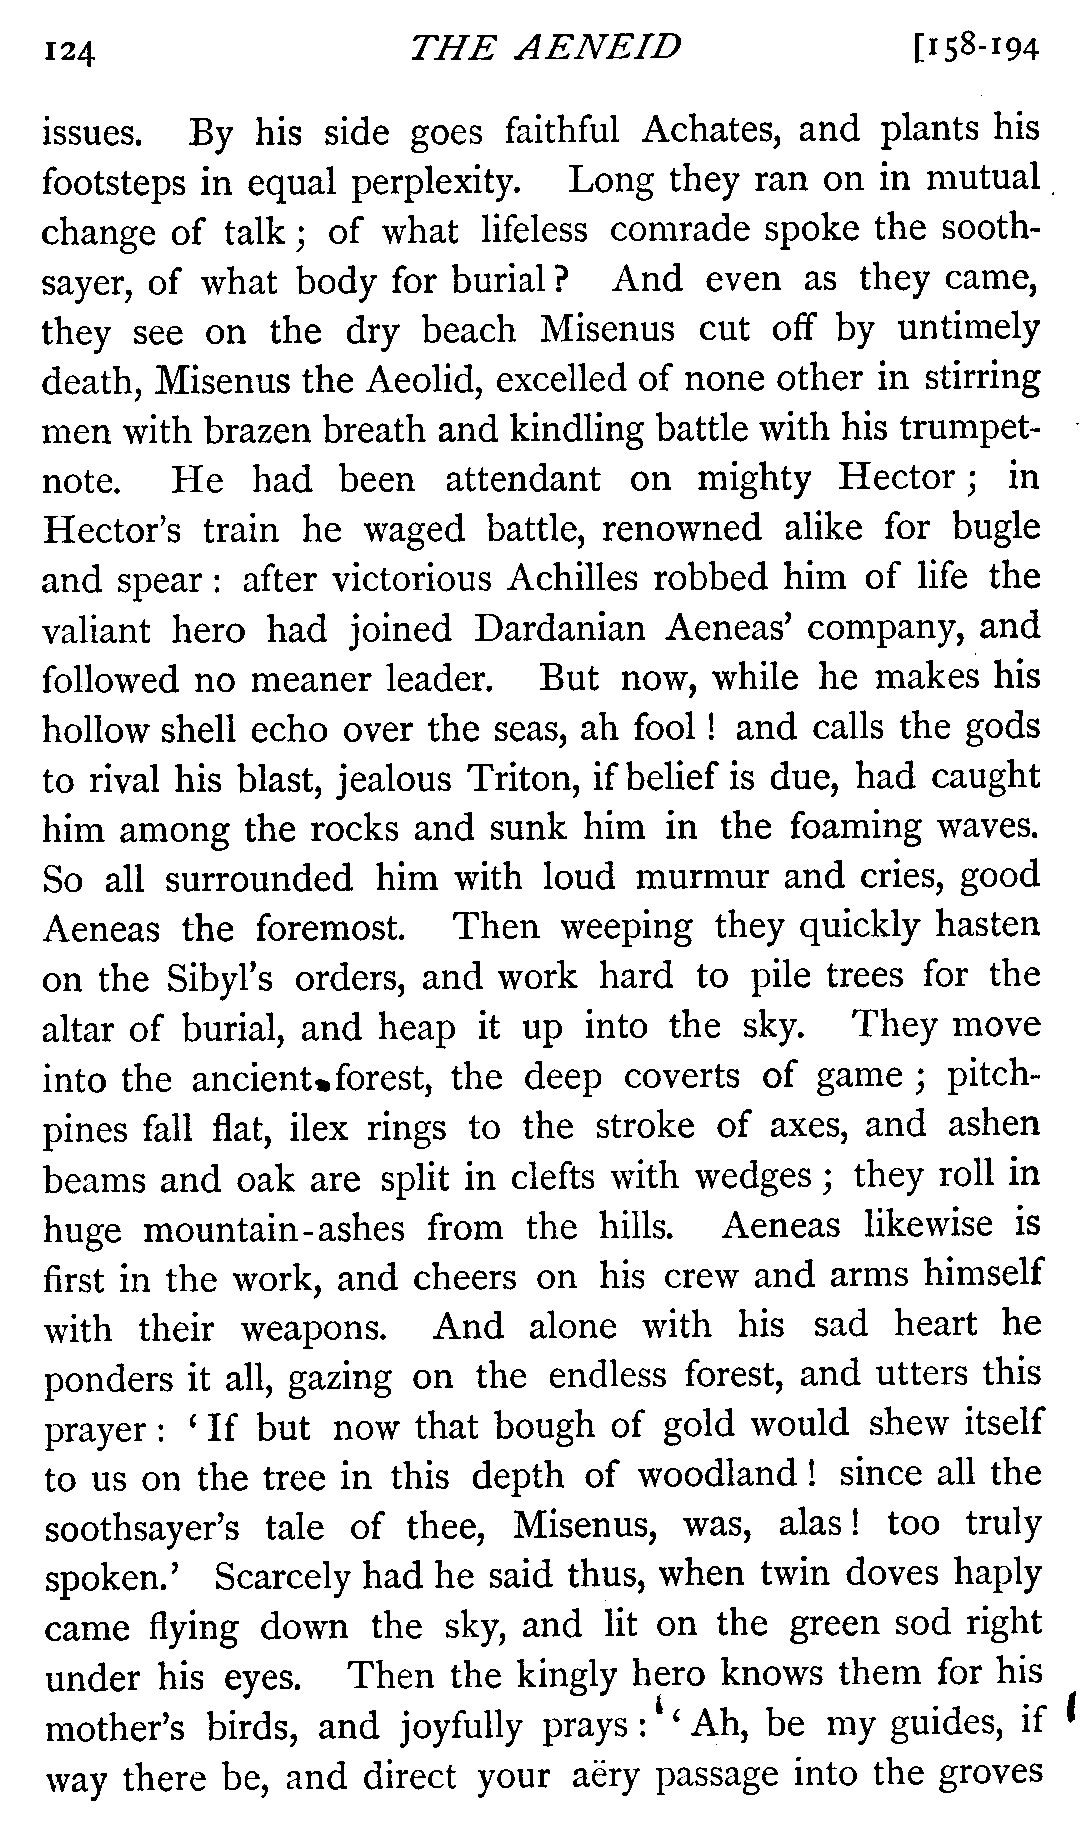 124 THE AENEID [158-194
issues. By his side goes faithful Achates, and plants his
footsteps in equal perplexity. Long they ran on in mutual
change of talk ; of what lifeless comrade spoke the sooth-
sayer, of what body for burial ? And even as they came,
they see on the dry beach Misenus cut off by untimely
death, Misenus the Aeolid, excelled of none other in stirring
men with brazen breath and kindling battle with his trumpet-
note. He had been attendant on mighty Hector ; in
Hector's train he waged battle, renowned alike for bugle
and spear : after victorious Achilles robbed him of life the
valiant hero had joined Dardanian Aeneas' company, and
followed no meaner leader. But now, while he makes his
hollow shell echo over the seas, ah fool ! and calls the gods
to rival his blast, jealous Triton, if belief is due, had caught
him among the rocks and sunk him in the foaming waves.
So all surrounded him with loud murmur and cries, good
Aeneas the foremost. Then weeping they quickly hasten
on the Sibyl's orders, and work hard to pile trees for the
altar of burial, and heap it up into the sky. They move
into the ancient forest, the deep coverts of game ; pitch-
pines fall flat, ilex rings to the stroke of axes, and ashen
beams and oak are split in clefts with wedges ; they roll in
huge mountain-ashes from the hills. Aeneas likewise is
first in the work, and cheers on his crew and arms himself
with their weapons. And alone with his sad heart he
ponders it all, gazing on the endless forest, and utters this
prayer : ‘ If but now that bough of gold would shew itself
to us on the tree in this depth of woodland ! since all the
soothsayer's tale of thee, Misenus, was, alas ! too truly
spoken.’ Scarcely had he said thus, when twin doves haply
came flying down the sky, and lit on the green sod right
under his eyes. Then the kingly hero knows them for his
mother's birds, and joyfully prays : ‘ Ah, be my guides, if
way there be, and direct your aëry passage into the groves